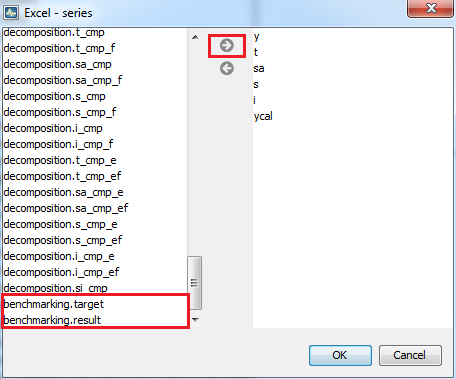 Excel - series
decomposition.t_cmp
decomposition.t_cmp_f
decomposition.sa_cmp
decomposition.sa_cmp_f
decomposition.s_cmp
decomposition.s_cmp_f
decomposition.i_cmp
decomposition.i_cmp_f
decomposition.t_cmp_e
decomposition.t_cmp_ef
decomposition.sa_cmp_e
decomposition.sa_cmp_ef
decomposition.s_cmp_e
decomposition.s_cmp_ef
decomposition.i_cmp_e
decomposition.i_cmp_ef
decomposition.si_cmp
benchmarking.target
benchmarking.result
y
t
sa
s
i
ycal
OK
Cancel